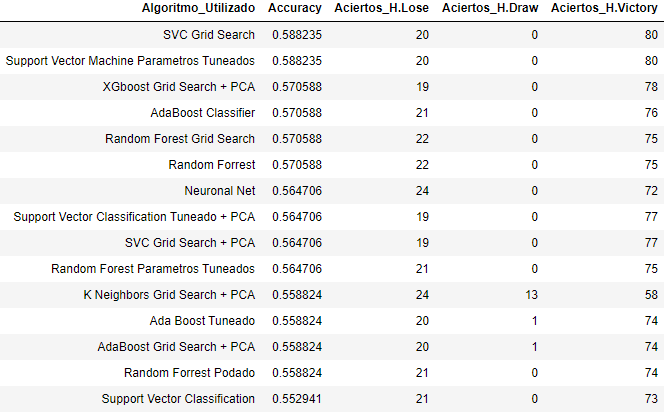 Algoritmo_Utilizado Accuracy Aciertos_H.Lose Aciertos_H.Draw Aciertos_H.Victory
SVC Grid Search 0.588235 20 0 80
Support Vector Machine Parametros Tuneados 0.588235 20 0 80
XGboost Grid Search + PCA 0.570588 19 0 78
AdaBoost Classifier 0.570588 21 0 76
Random Forest Grid Search 0.570588 22 0 75
Random Forrest 0.570588 22 0 75
Neuronal Net 0.564706 24 0 72
Support Vector Classification Tuneado + PCA 0.564706 19 0 77
SVC Grid Search + PCA 0.564706 19 0 77
Random Forest Parametros Tuneados 0.564706 21 0 75
K Neighbors Grid Search + PCA 0.558824 24 13 58
Ada Boost Tuneado 0.558824 20 1 74
AdaBoost Grid Search + PCA 0.558824 20 1 74
Random Forrest Podado 0.558824 21 0 74
Support Vector Classification 0.552941 21 0 73